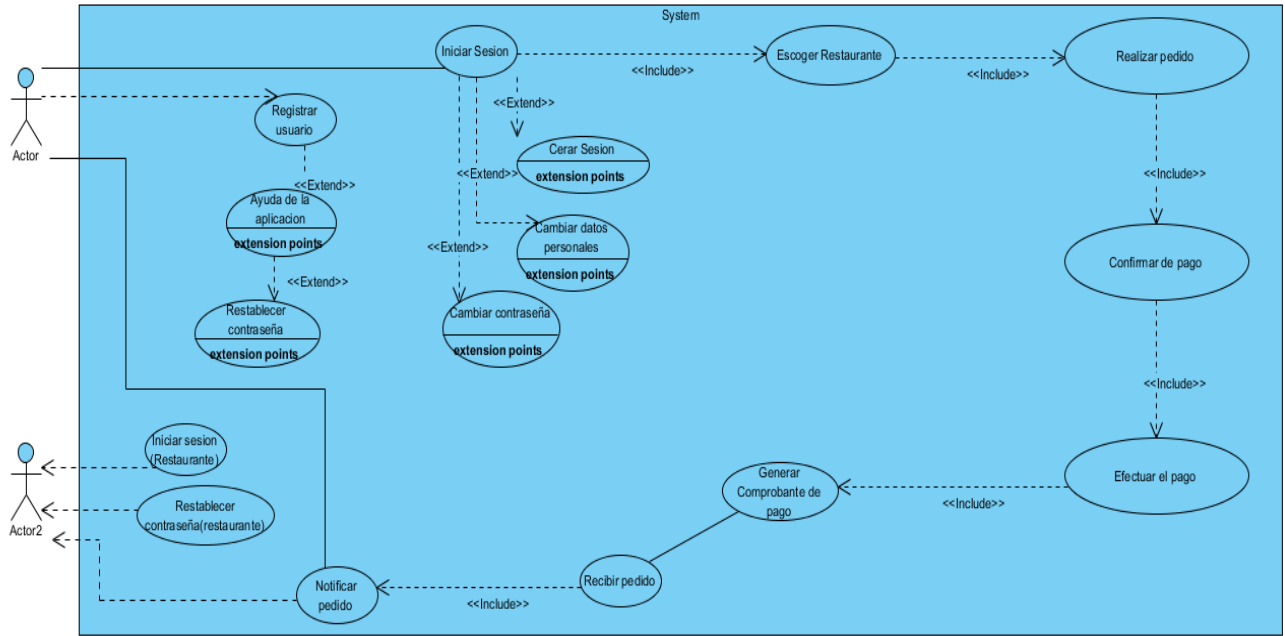 System
Iniciar Sesion
<<Include>>
Escoger Restaurante
<<Include>>
Realizar pedido
Actor
Registrar
usuario
<<Extend>>
Cerar Sesion
extension points
<<Extend>>
Ayuda de la
aplicacion
extension points
<<Extend>>
Cambiar datos
personales
extension points
<<Include>>
<<Extend>>
Confirmar de pago
<<Extend>>
Restablecer
contraseña
extension points
Cambiar contraseña
extension points
<<Include>>
Actor2
Iniciar sesion
(Restaurante)
Restablecer
contraseña(restaurante)
Generar
Comprobante de
pago
<<Include>>
Efectuar el pago
Notificar
pedido
<<Include>>
Recibir pedido